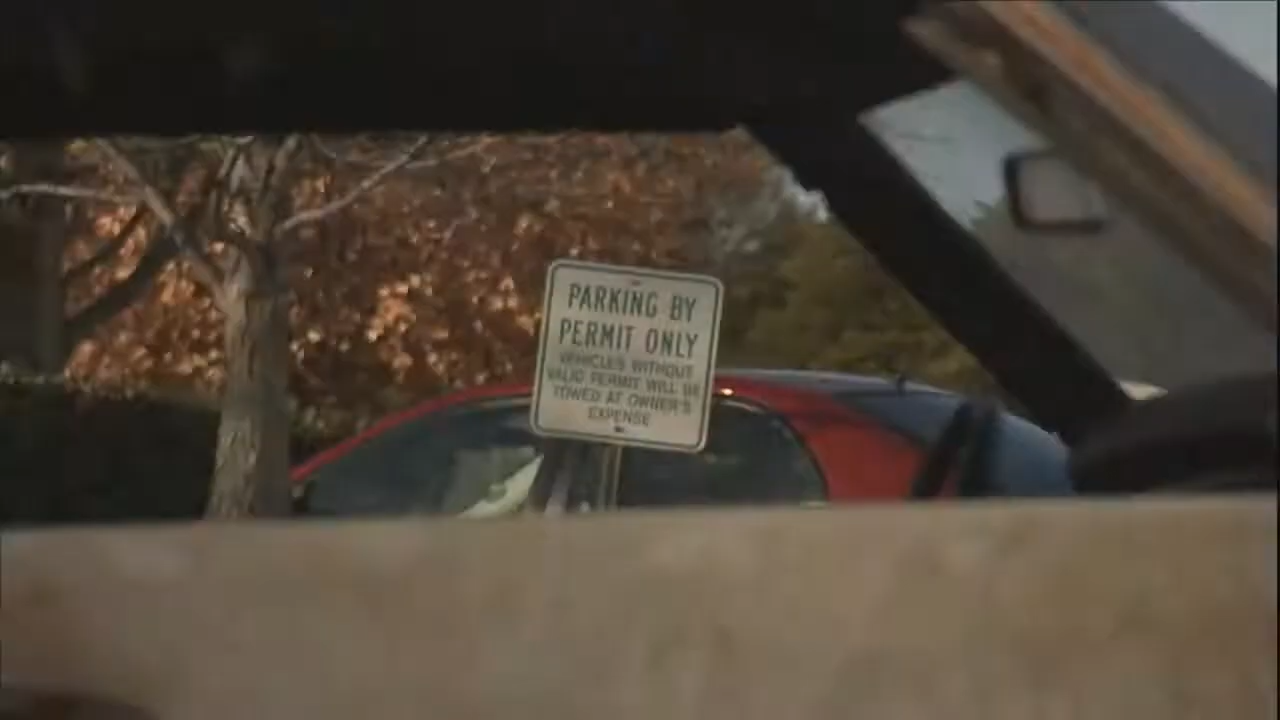 PARKING BY
PERMIT ONLY
VEHICLES WITHOUT
VALID PERMIT WILL BE
TOWED AT OWNER'S
EXPENSE